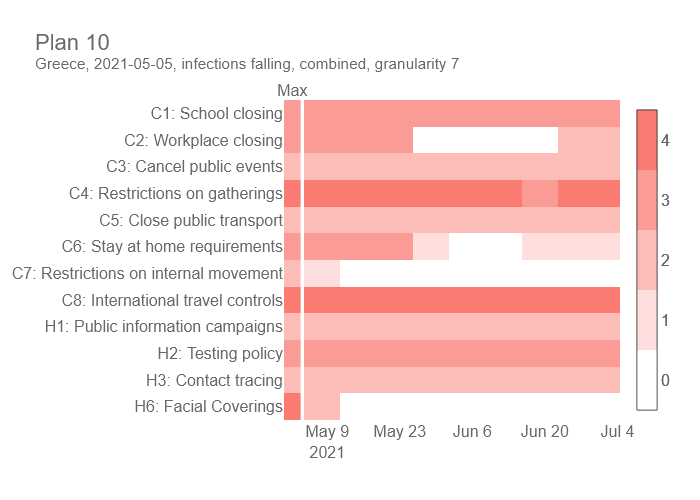 Plan 10
Greece, 2021-05-05, infections falling, combined, granularity 7
Max
C1: School closing
C2: Workplace closing
C3: Cancel public events
C4: Restrictions on gatherings
C5: Close public transport
C6: Stay at home requirements
C7: Restrictions on internal movement
C8: International travel controls
H1: Public information campaigns
H2: Testing policy
H3: Contact tracing
H6: Facial Coverings
May 9 May 23 Jun 6 Jun 20 Jul 4
2021
4
3
2
1
0